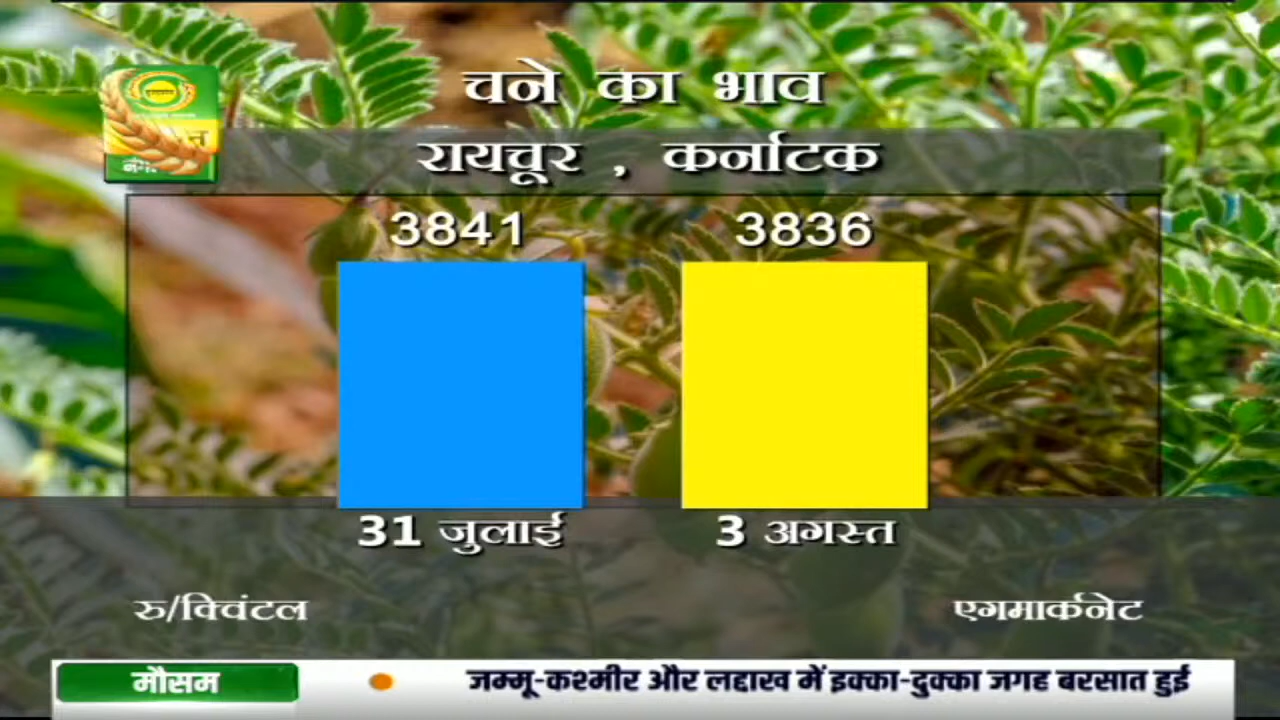 चने का भाव
रायचूर , कर्नाटक
3841 3836
31 जुलाई 3 अगस्त
रु/क्विंटल एगमार्कनेट
मौसम जम्मू-कश्मीर और लद्दाख में इक्का-दुक्का जगह बरसात हुई